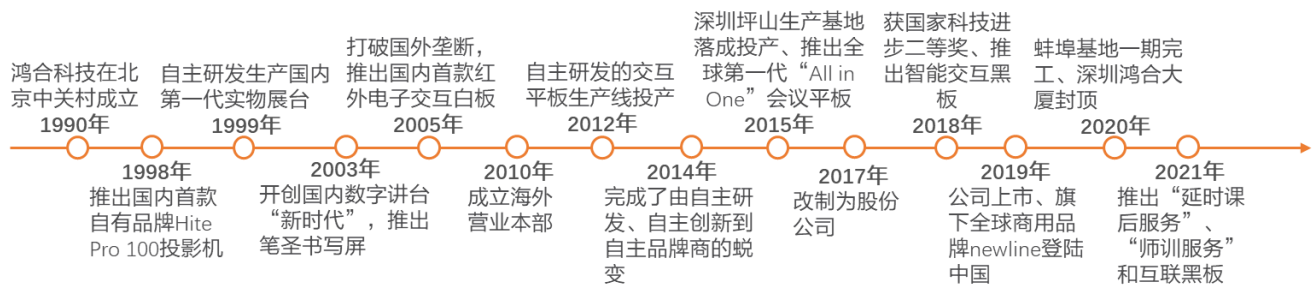 鸿合科技在北
京中关村成立
1990年
1998年
推出国内首款
自有品牌Hite
Pro 100投影机
自主研发生产国内
第一代实物展台
1999年
2003年
开创国内数字讲台
“新时代”，推出
笔圣书写屏
打破国外垄断，
推出国内首款红
外电子交互白板
2005年
2010年
成立海外
营业本部
自主研发的交互
平板生产线投产
2012年
2014年
完成了由自主研
发、自主创新到
自主品牌商的蜕
变
深圳坪山生产基地
落成投产、推出全
球第一代“All in
One”会议平板
2015年
2017年
改制为股份
公司
获国家科技进
步二等奖、推
出智能交互黑
板
2018年
2019年
公司上市、旗
下全球商用品
牌newline登陆
中国
蚌埠基地一期完
工、深圳鸿合大
厦封顶
2020年
2021年
推出“延时课
后服务”、
“师训服务”
和互联黑板